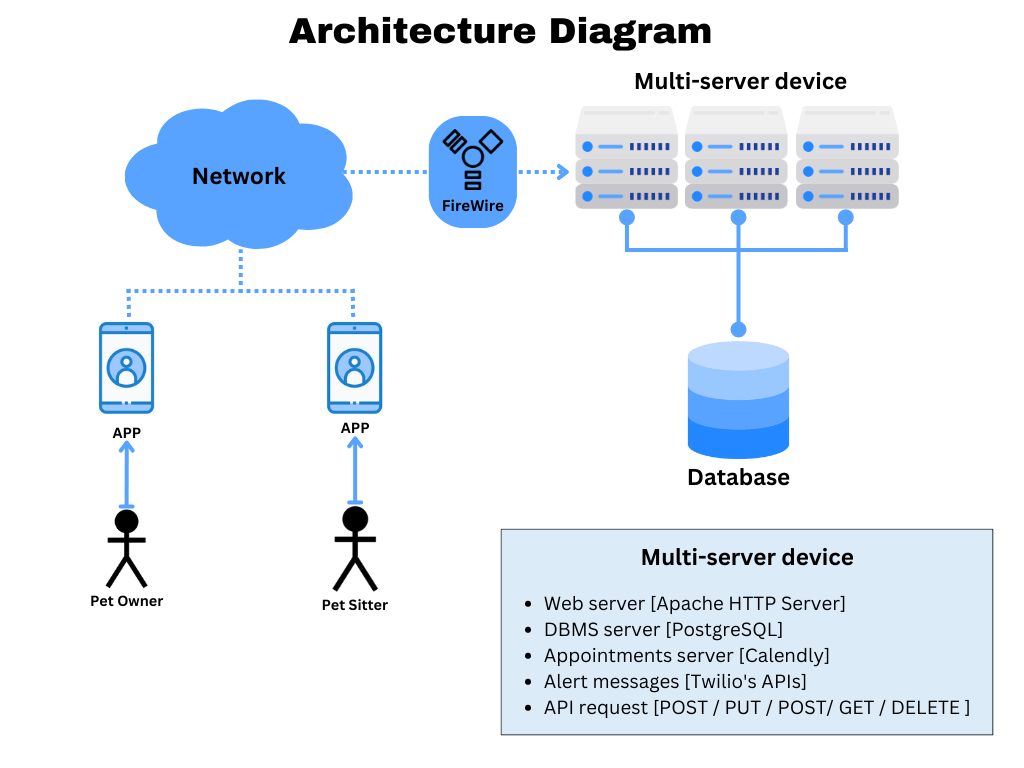 Architecture Diagram
Multi-server device
Network
FireWire
APP
APP
Database
Pet Owner
Pet Sitter
Multi-server device
• Web server [Apache HTTP Server]
• DBMS server [PostgreSQL]
• Appointments server [Calendly]
• Alert messages [Twilio's APIs]
• API request [POST / PUT / POST/ GET / DELETE ]